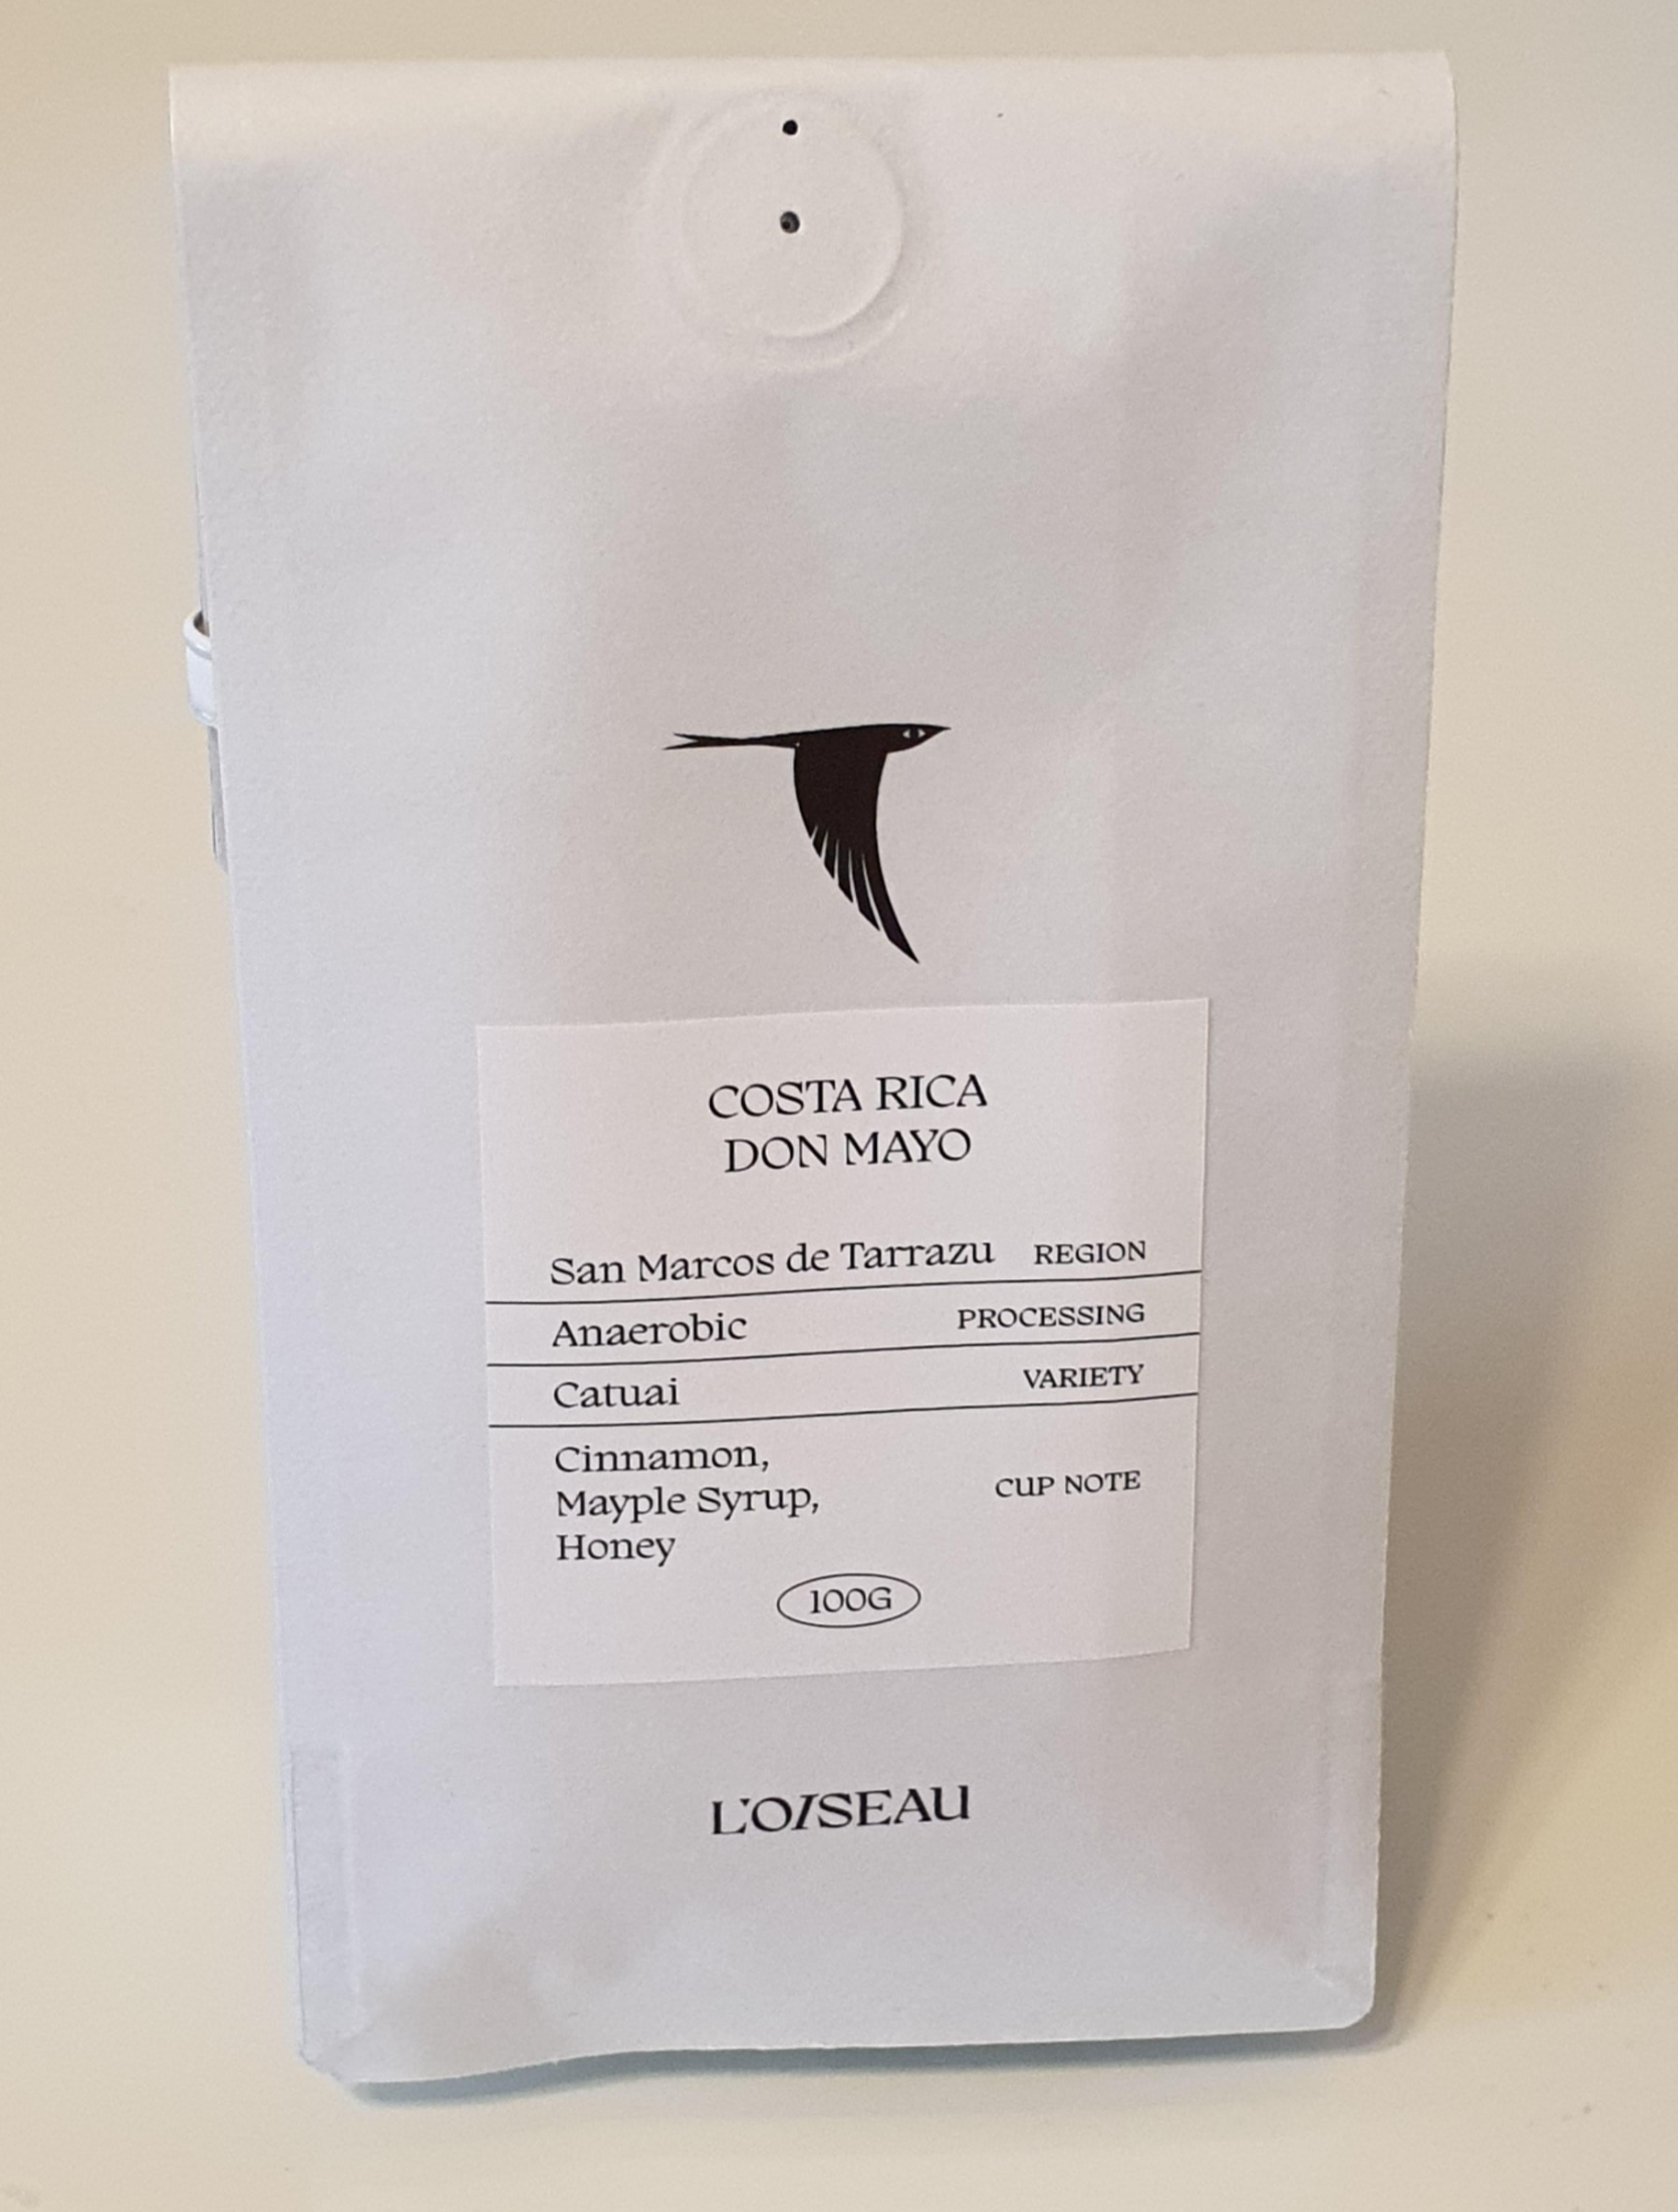 COSTA RICA
DON MAYO
San Marcos de Tarrazu REGION
Anaerobic PROCESSING
Catuai VARIETY
Cinnamon,
Mayple Syrup, CUP NOTE
Honey
100G
L'OISEAU